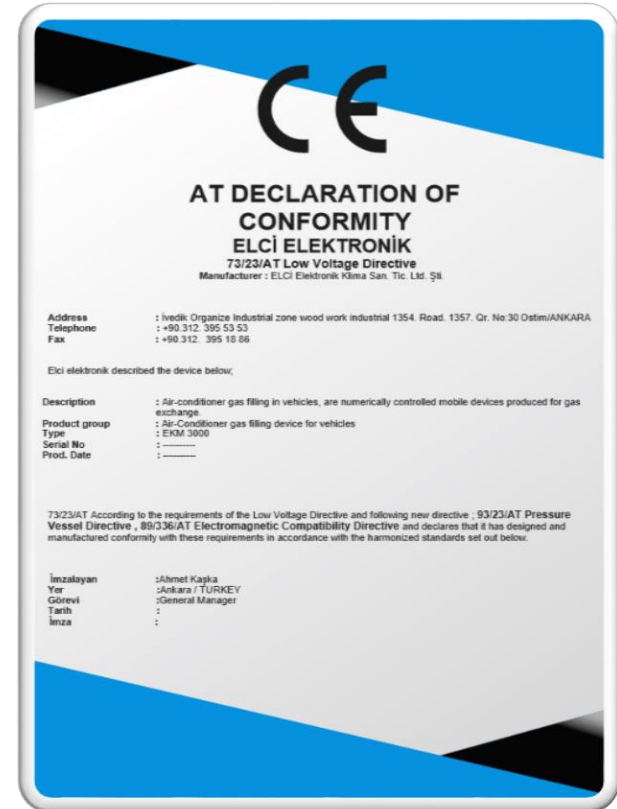 CE
AT DECLARATION OF
CONFORMITY
ELCİ ELEKTRONİK
73/23/AT Low Voltage Directive
Manufacturer : ELCİ Elektronik Klima San. Tic. Ltd. Şti.
Address : İvedik Organize Industrial zone wood work industrial 1354. Road. 1357. Qr. No:30 Ostim/ANKARA
Telephone : +90.312. 395 53 53
Fax : +90.312. 395 18 86
Elci elektronik described the device below;
Description : Air-conditioner gas filling in vehicles, are numerically controlled mobile devices produced for gas
exchange.
Product group : Air-Conditioner gas filling device for vehicles
Type : EKM 3000
Serial No : ----------
Prod. Date : ----------
73/23/AT According to the requirements of the Low Voltage Directive and following new directive ; 93/23/AT Pressure
Vessel Directive , 89/336/AT Electromagnetic Compatibility Directive and declares that it has designed and
manufactured conformity with these requirements in accordance with the harmonized standards set out below.
İmzalayan :Ahmet Kaşka
Yer :Ankara / TURKEY
Görevi :General Manager
Tarih :
İmza :